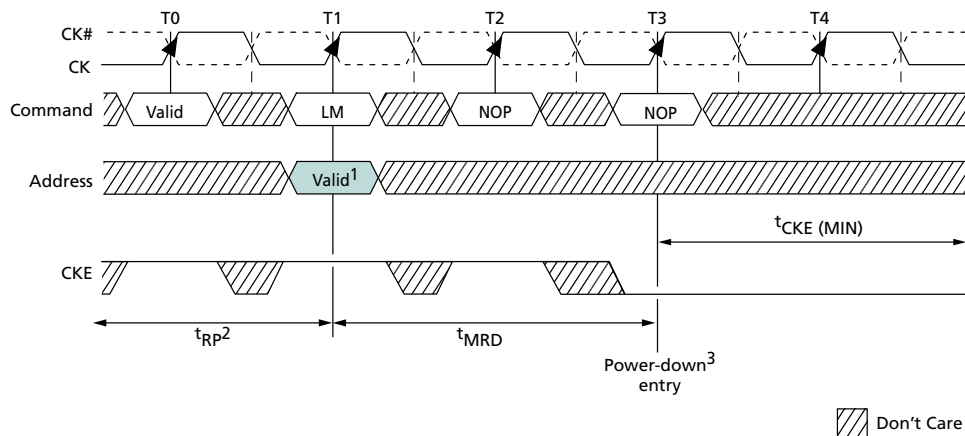 T0 T1 T2 T3 T4
CK#
CK
Command Valid LM NOP NOP
Address Valid1
tCKE (MIN)
CKE
tRP2 tMRD
Power-down3
entry
Don't Care